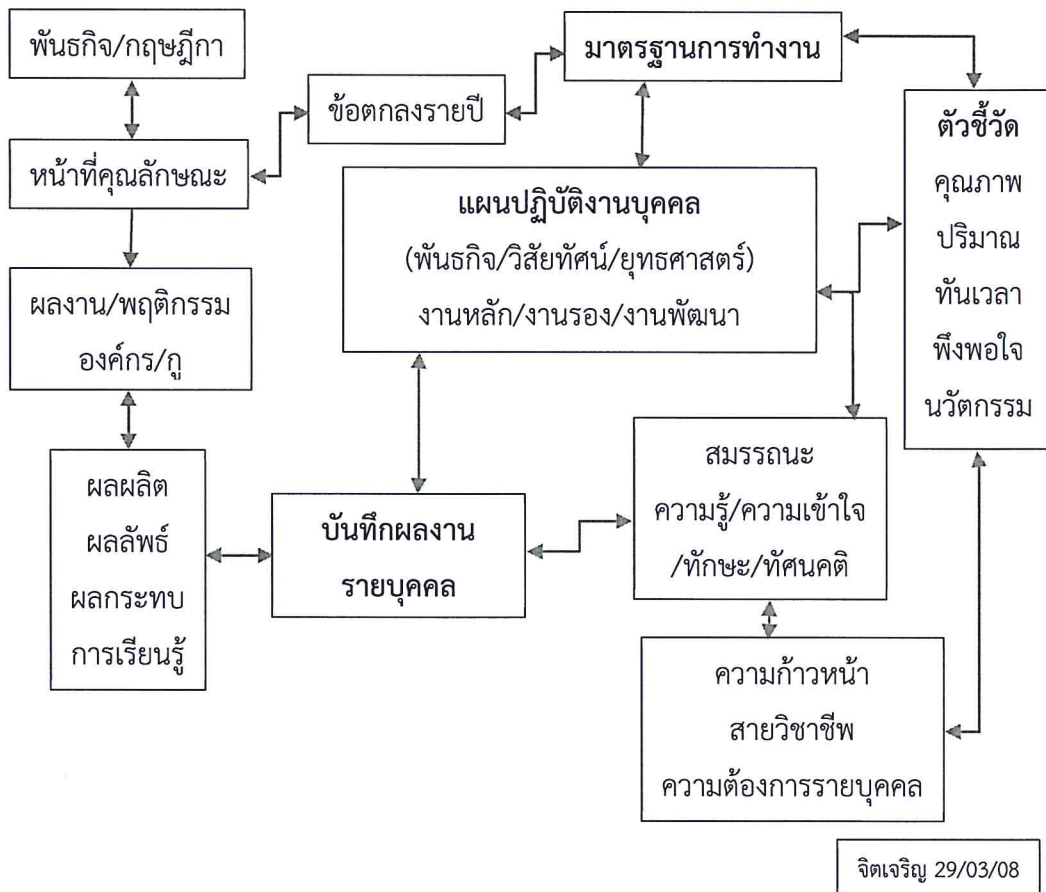 พันธกิจ/กฤษฎีกา
มาตรฐานการทำงาน
ข้อตกลงรายปี
หน้าที่คุณลักษณะ
ตัวชี้วัด
คุณภาพ
ปริมาณ
ทันเวลา
พึงพอใจ
นวัตกรรม
แผนปฏิบัติงานบุคคล
(พันธกิจ/วิสัยทัศน์/ยุทธศาสตร์)
งานหลัก/งานรอง/งานพัฒนา
ผลงาน/พฤติกรรม
องค์กร/กู
ผลผลิต
ผลลัพธ์
ผลกระทบ
การเรียนรู้
บันทึกผลงาน
รายบุคคล
สมรรถนะ
ความรู้/ความเข้าใจ
/ทักษะ/ทัศนคติ
ความก้าวหน้า
สายวิชาชีพ
ความต้องการรายบุคคล
จิตเจริญ 29/03/08